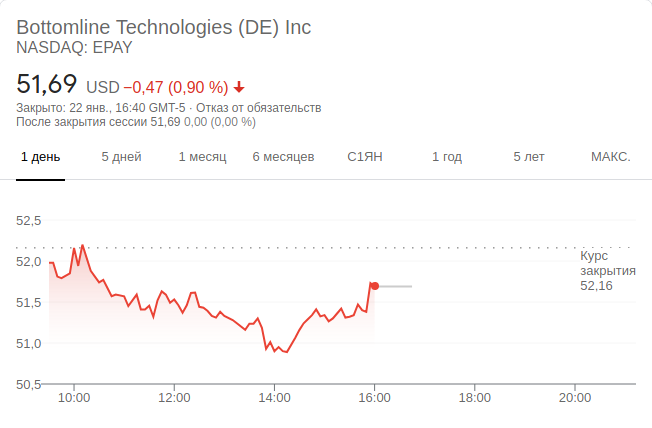 Bottomline Technologies (DE) Inc
NASDAQ: EPAY
51,69 USD −0,47 (0,90 %)
Закрыто: 22 янв., 16:40 GMT-5 · Отказ от обязательств
После закрытия сессии 51,69 0,00 (0,00 %)
1 день 5 дней 1 месяц 6 месяцев С1ЯН 1 год 5 лет МАКС.
52,5
52,0
51,5
51,0
50,5
Курс
закрытия
52,16
10:00 12:00 14:00 16:00 18:00 20:00